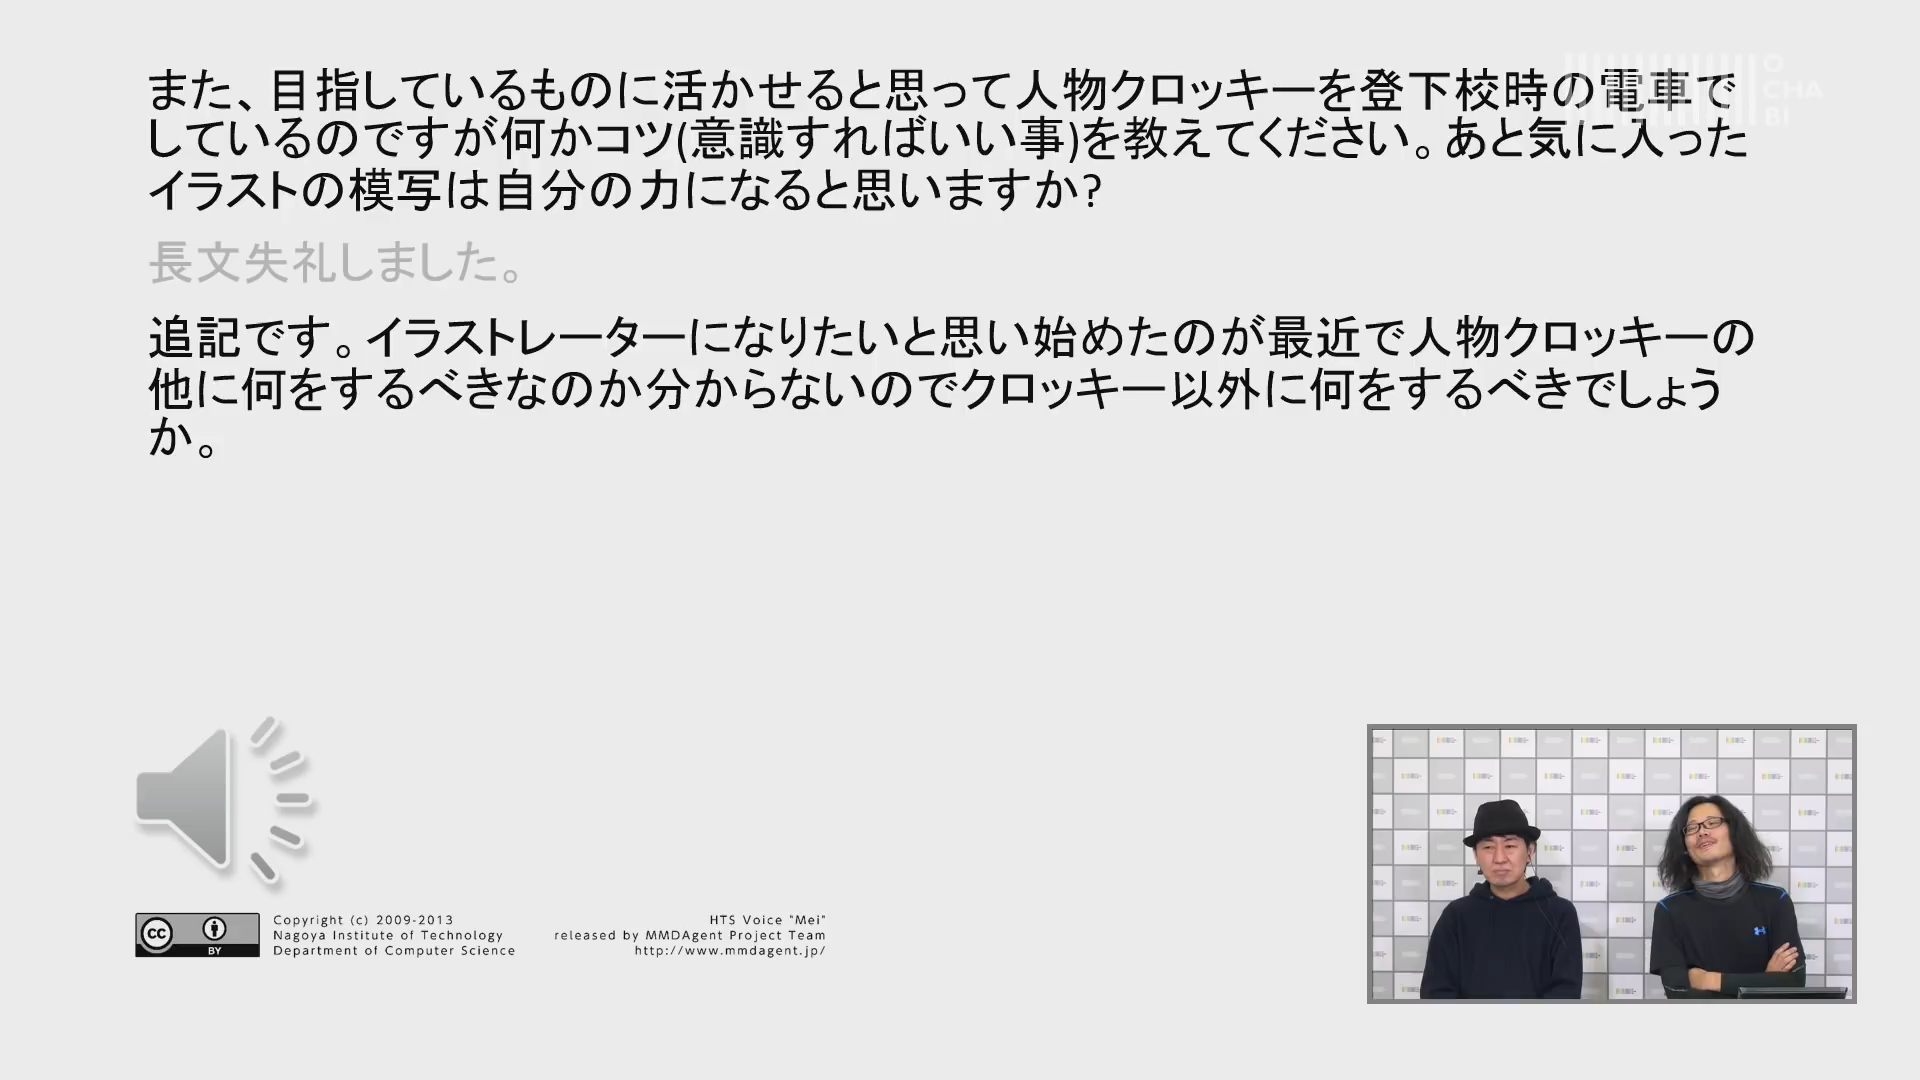 また、目指しているものに活かせると思って人物クロッキーを登下校時の電車で
しているのですが何かコツ(意識すればいい事)を教えてください。あと気に入った
イラストの模写は自分の力になると思いますか?
長文失礼しました。
追記です。イラストレーターになりたいと思い始めたのが最近で人物クロッキーの
他に何をするべきなのか分からないのでクロッキー以外に何をするべきでしょう
か。
O
CHA
BI
cc
BY
Copyright (c) 2009-2013
Nagoya Institute of Technology
Department of Computer Science
HTS Voice "Mei"
released by MMDAgent Project Team
http://www.mmdagent.jp/